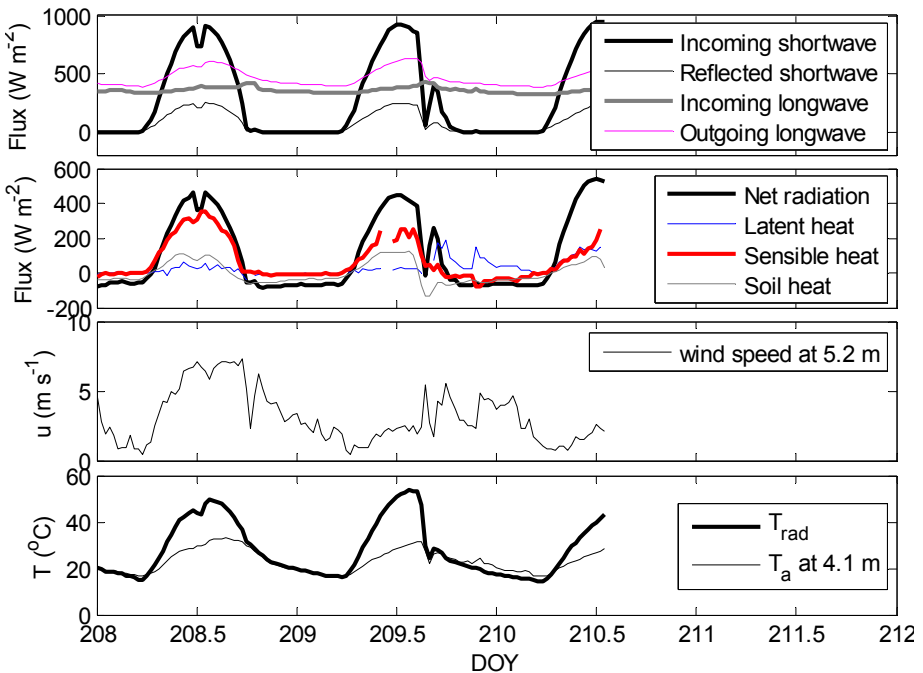 1000
500
0
Flux (W m⁻²)
Incoming shortwave
Reflected shortwave
Incoming longwave
Outgoing longwave
600
400
200
0
-200
Flux (W m⁻²)
Net radiation
Latent heat
Sensible heat
Soil heat
10
5
0
u (m s⁻¹)
wind speed at 5.2 m
60
40
20
0
T (°C)
T_rad
T_a at 4.1 m
208 208.5 209 209.5 210 210.5 211 211.5 212
DOY